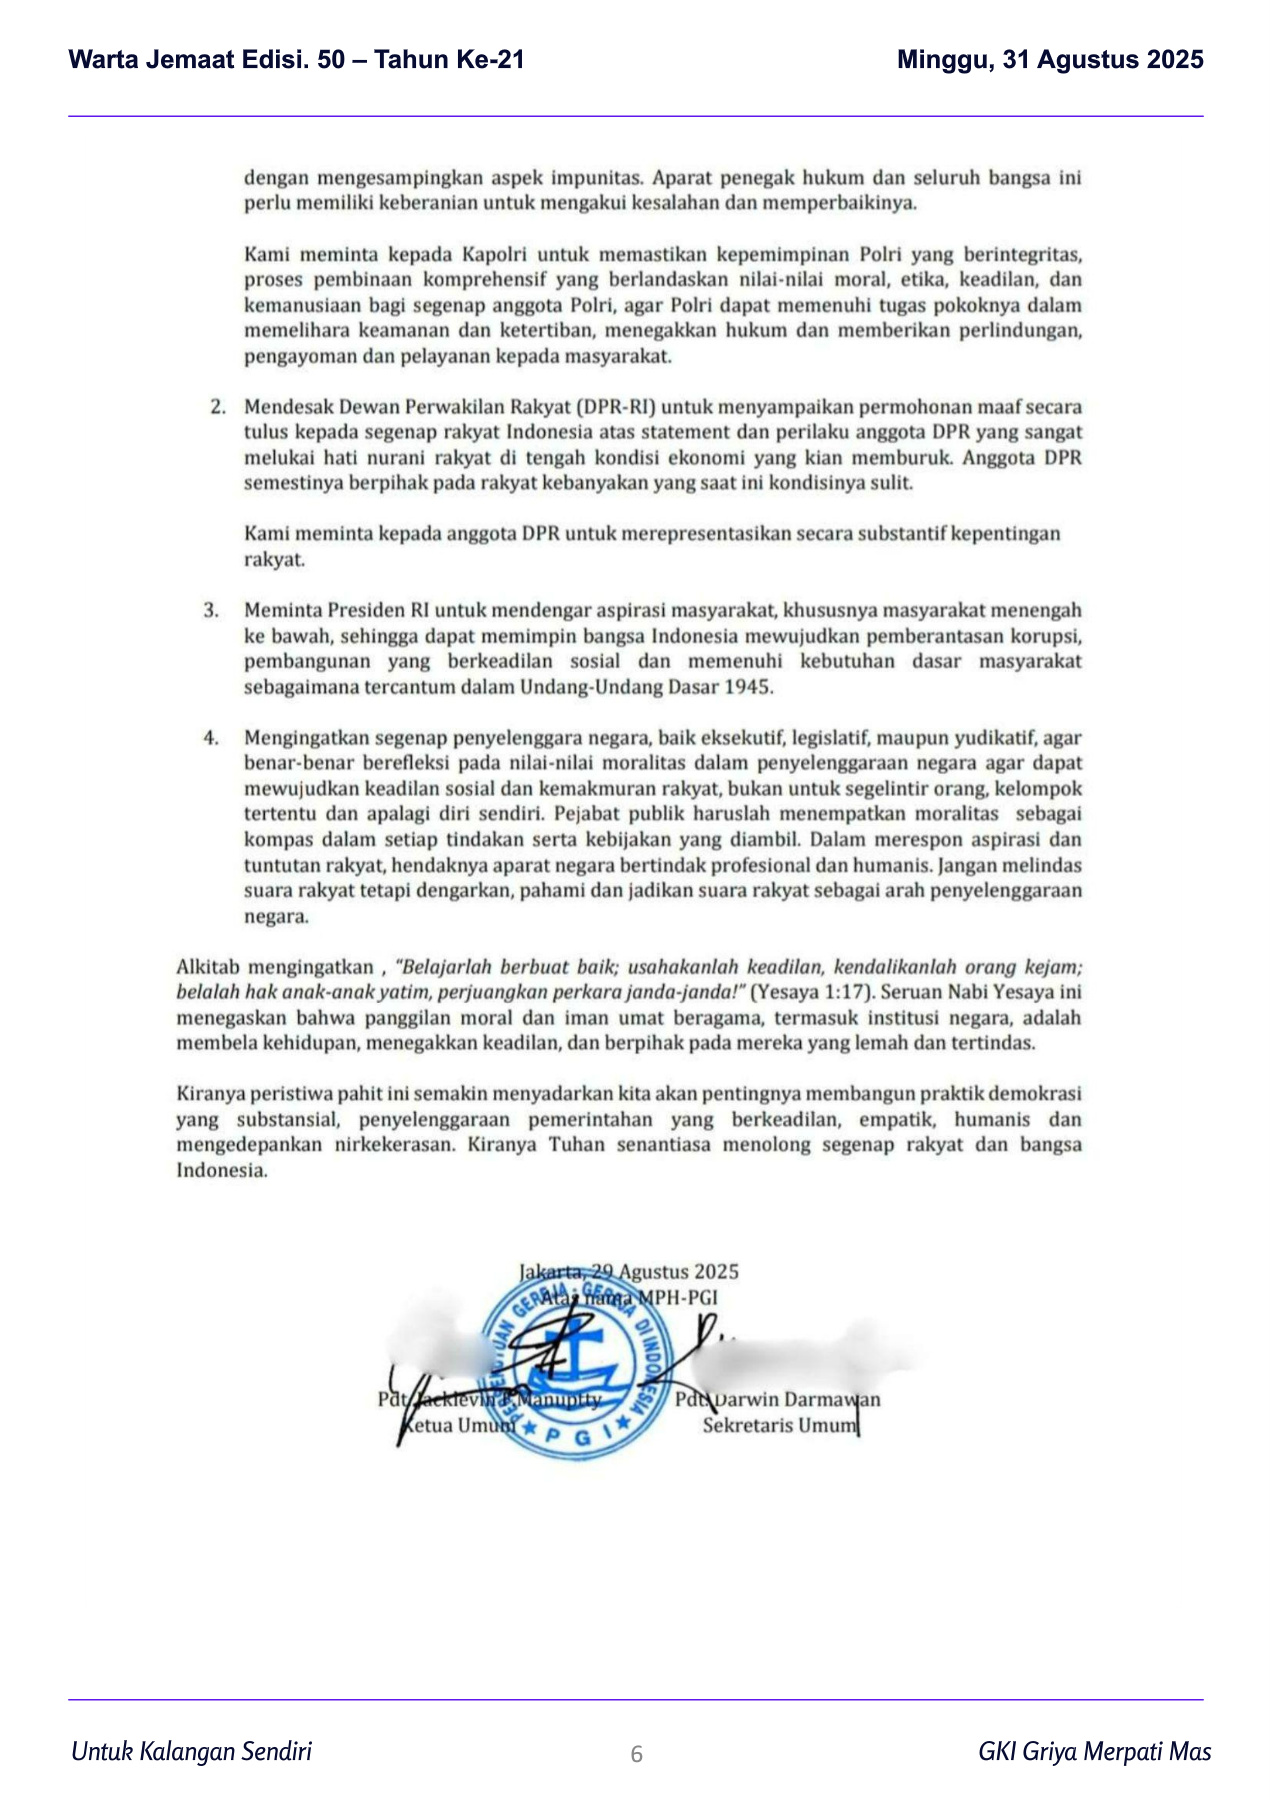 Warta Jemaat Edisi. 50 – Tahun Ke-21
Minggu, 31 Agustus 2025
dengan mengesampingkan aspek impunitas. Aparat penegak hukum dan seluruh bangsa ini
perlu memiliki keberanian untuk mengakui kesalahan dan memperbaikinya.
Kami meminta kepada Kapolri untuk memastikan kepemimpinan Polri yang berintegritas,
proses pembinaan komprehensif yang berlandaskan nilai-nilai moral, etika, keadilan, dan
kemanusiaan bagi segenap anggota Polri, agar Polri dapat memenuhi tugas pokoknya dalam
memelihara keamanan dan ketertiban, menegakkan hukum dan memberikan perlindungan,
pengayoman dan pelayanan kepada masyarakat.
2. Mendesak Dewan Perwakilan Rakyat (DPR-RI) untuk menyampaikan permohonan maaf secara
tulus kepada segenap rakyat Indonesia atas statement dan perilaku anggota DPR yang sangat
melukai hati nurani rakyat di tengah kondisi ekonomi yang kian memburuk. Anggota DPR
semestinya berpihak pada rakyat kebanyakan yang saat ini kondisinya sulit.
Kami meminta kepada anggota DPR untuk merepresentasikan secara substantif kepentingan
rakyat.
3. Meminta Presiden RI untuk mendengar aspirasi masyarakat, khususnya masyarakat menengah
ke bawah, sehingga dapat memimpin bangsa Indonesia mewujudkan pemberantasan korupsi,
pembangunan yang berkeadilan sosial dan memenuhi kebutuhan dasar masyarakat
sebagaimana tercantum dalam Undang-Undang Dasar 1945.
4. Mengingatkan segenap penyelenggara negara, baik eksekutif, legislatif, maupun yudikatif, agar
benar-benar berefleksi pada nilai-nilai moralitas dalam penyelenggaraan negara agar dapat
mewujudkan keadilan sosial dan kemakmuran rakyat, bukan untuk segelintir orang, kelompok
tertentu dan apalagi diri sendiri. Pejabat publik haruslah menempatkan moralitas sebagai
kompas dalam setiap tindakan serta kebijakan yang diambil. Dalam merespon aspirasi dan
tuntutan rakyat, hendaknya aparat negara bertindak profesional dan humanis. Jangan melindas
suara rakyat tetapi dengarkan, pahami dan jadikan suara rakyat sebagai arah penyelenggaraan
negara.
Alkitab mengingatkan , “Belajarlah berbuat baik; usahakanlah keadilan, kendalikanlah orang kejam;
belalah hak anak-anak yatim, perjuangkan perkara janda-janda!” (Yesaya 1:17). Seruan Nabi Yesaya ini
menegaskan bahwa panggilan moral dan iman umat beragama, termasuk institusi negara, adalah
membela kehidupan, menegakkan keadilan, dan berpihak pada mereka yang lemah dan tertindas.
Kiranya peristiwa pahit ini semakin menyadarkan kita akan pentingnya membangun praktik demokrasi
yang substansial, penyelenggaraan pemerintahan yang berkeadilan, empatik, humanis dan
mengedepankan nirkekerasan. Kiranya Tuhan senantiasa menolong segenap rakyat dan bangsa
Indonesia.
Jakarta, 29 Agustus 2025
Atas nama MPH-PGI
PERSEKUTUAN GEREJA-GEREJA DI INDONESIA
PGI
Pdt. Manuputty
Pdt. Darwin Darmawan
Ketua Umum
Sekretaris Umum
Untuk Kalangan Sendiri
6
GKI Griya Merpati Mas